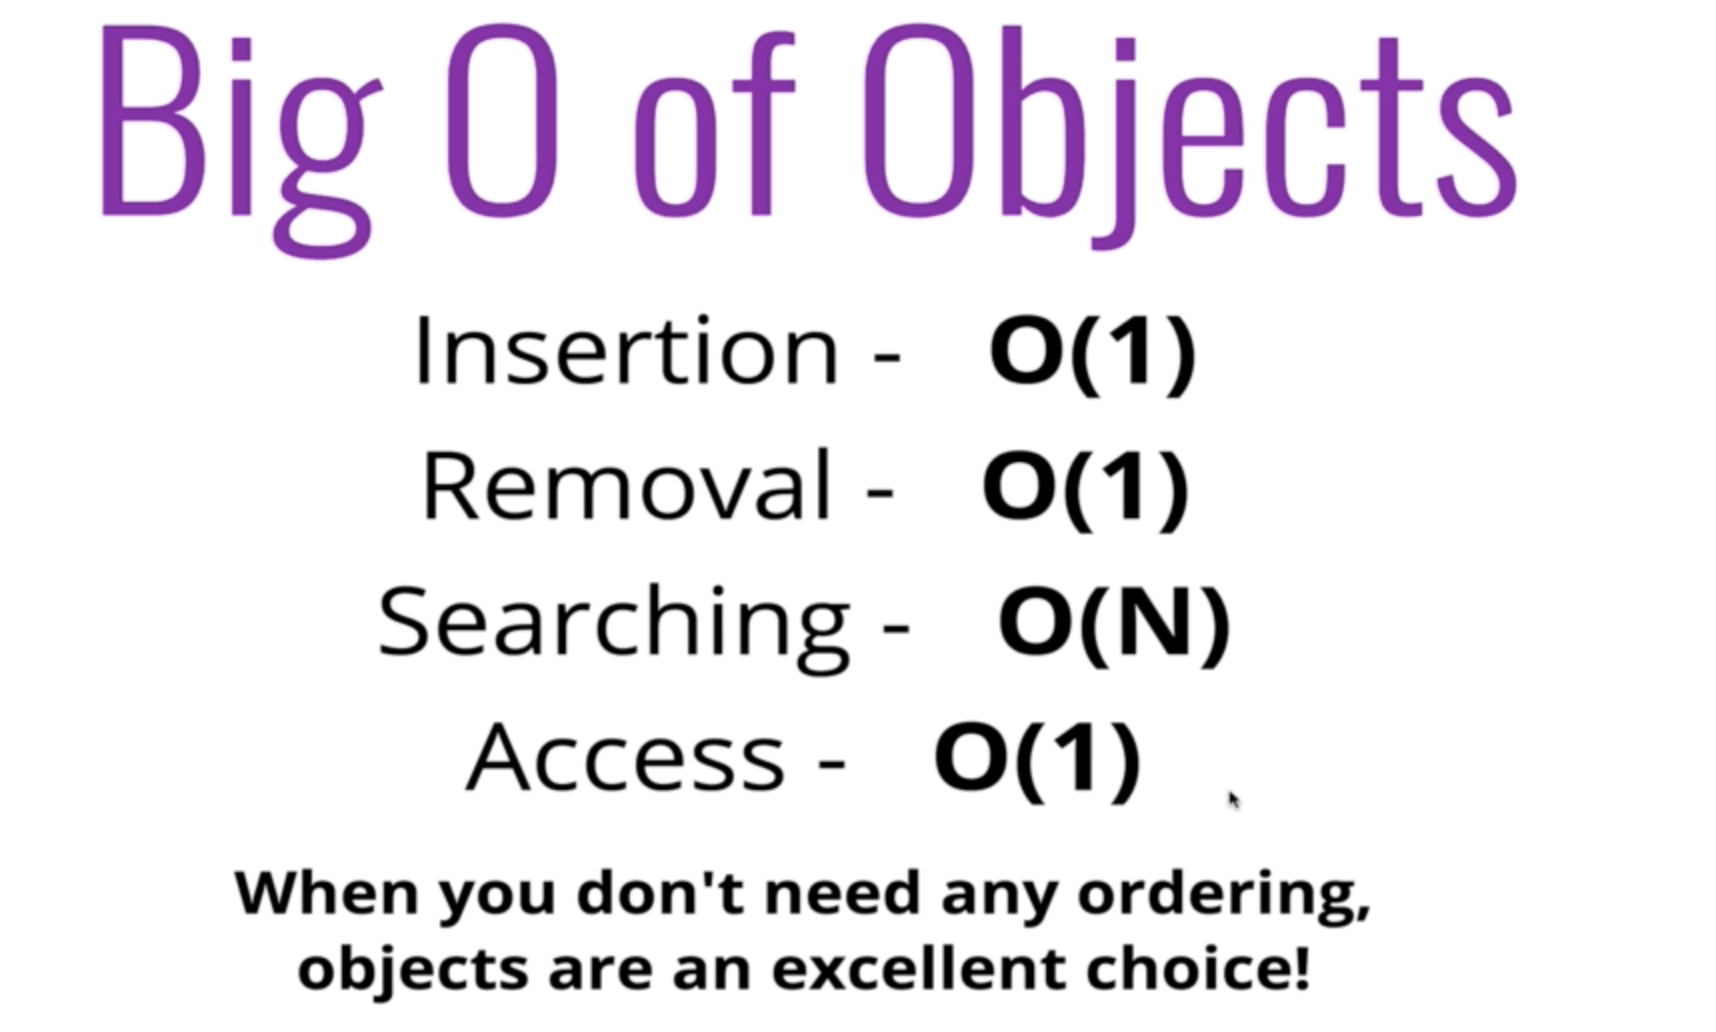 Big O of Objects
Insertion - O(1)
Removal - O(1)
Searching - O(N)
Access - O(1)
When you don't need any ordering,
objects are an excellent choice!